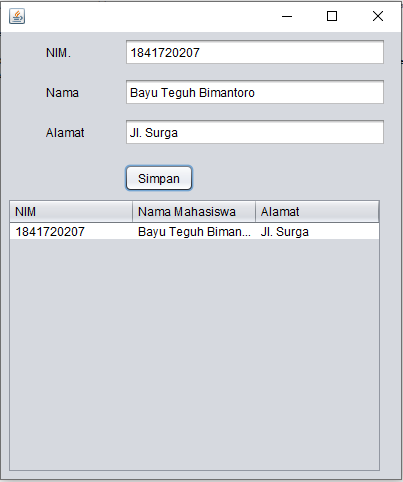 NIM. 1841720207
Nama Bayu Teguh Bimantoro
Alamat Jl. Surga
Simpan
NIM Nama Mahasiswa Alamat
1841720207 Bayu Teguh Biman... Jl. Surga